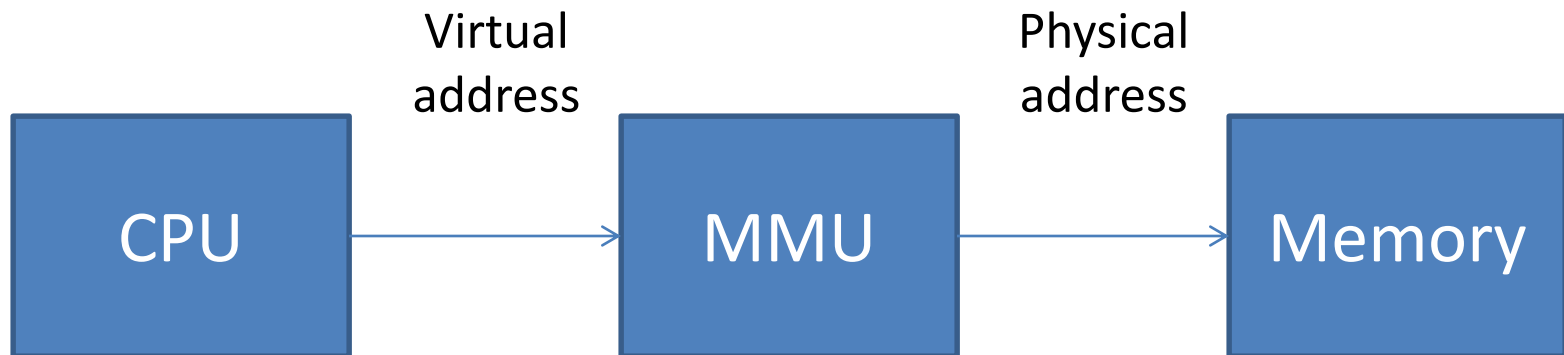 Virtual
address
Physical
address
CPU
MMU
Memory